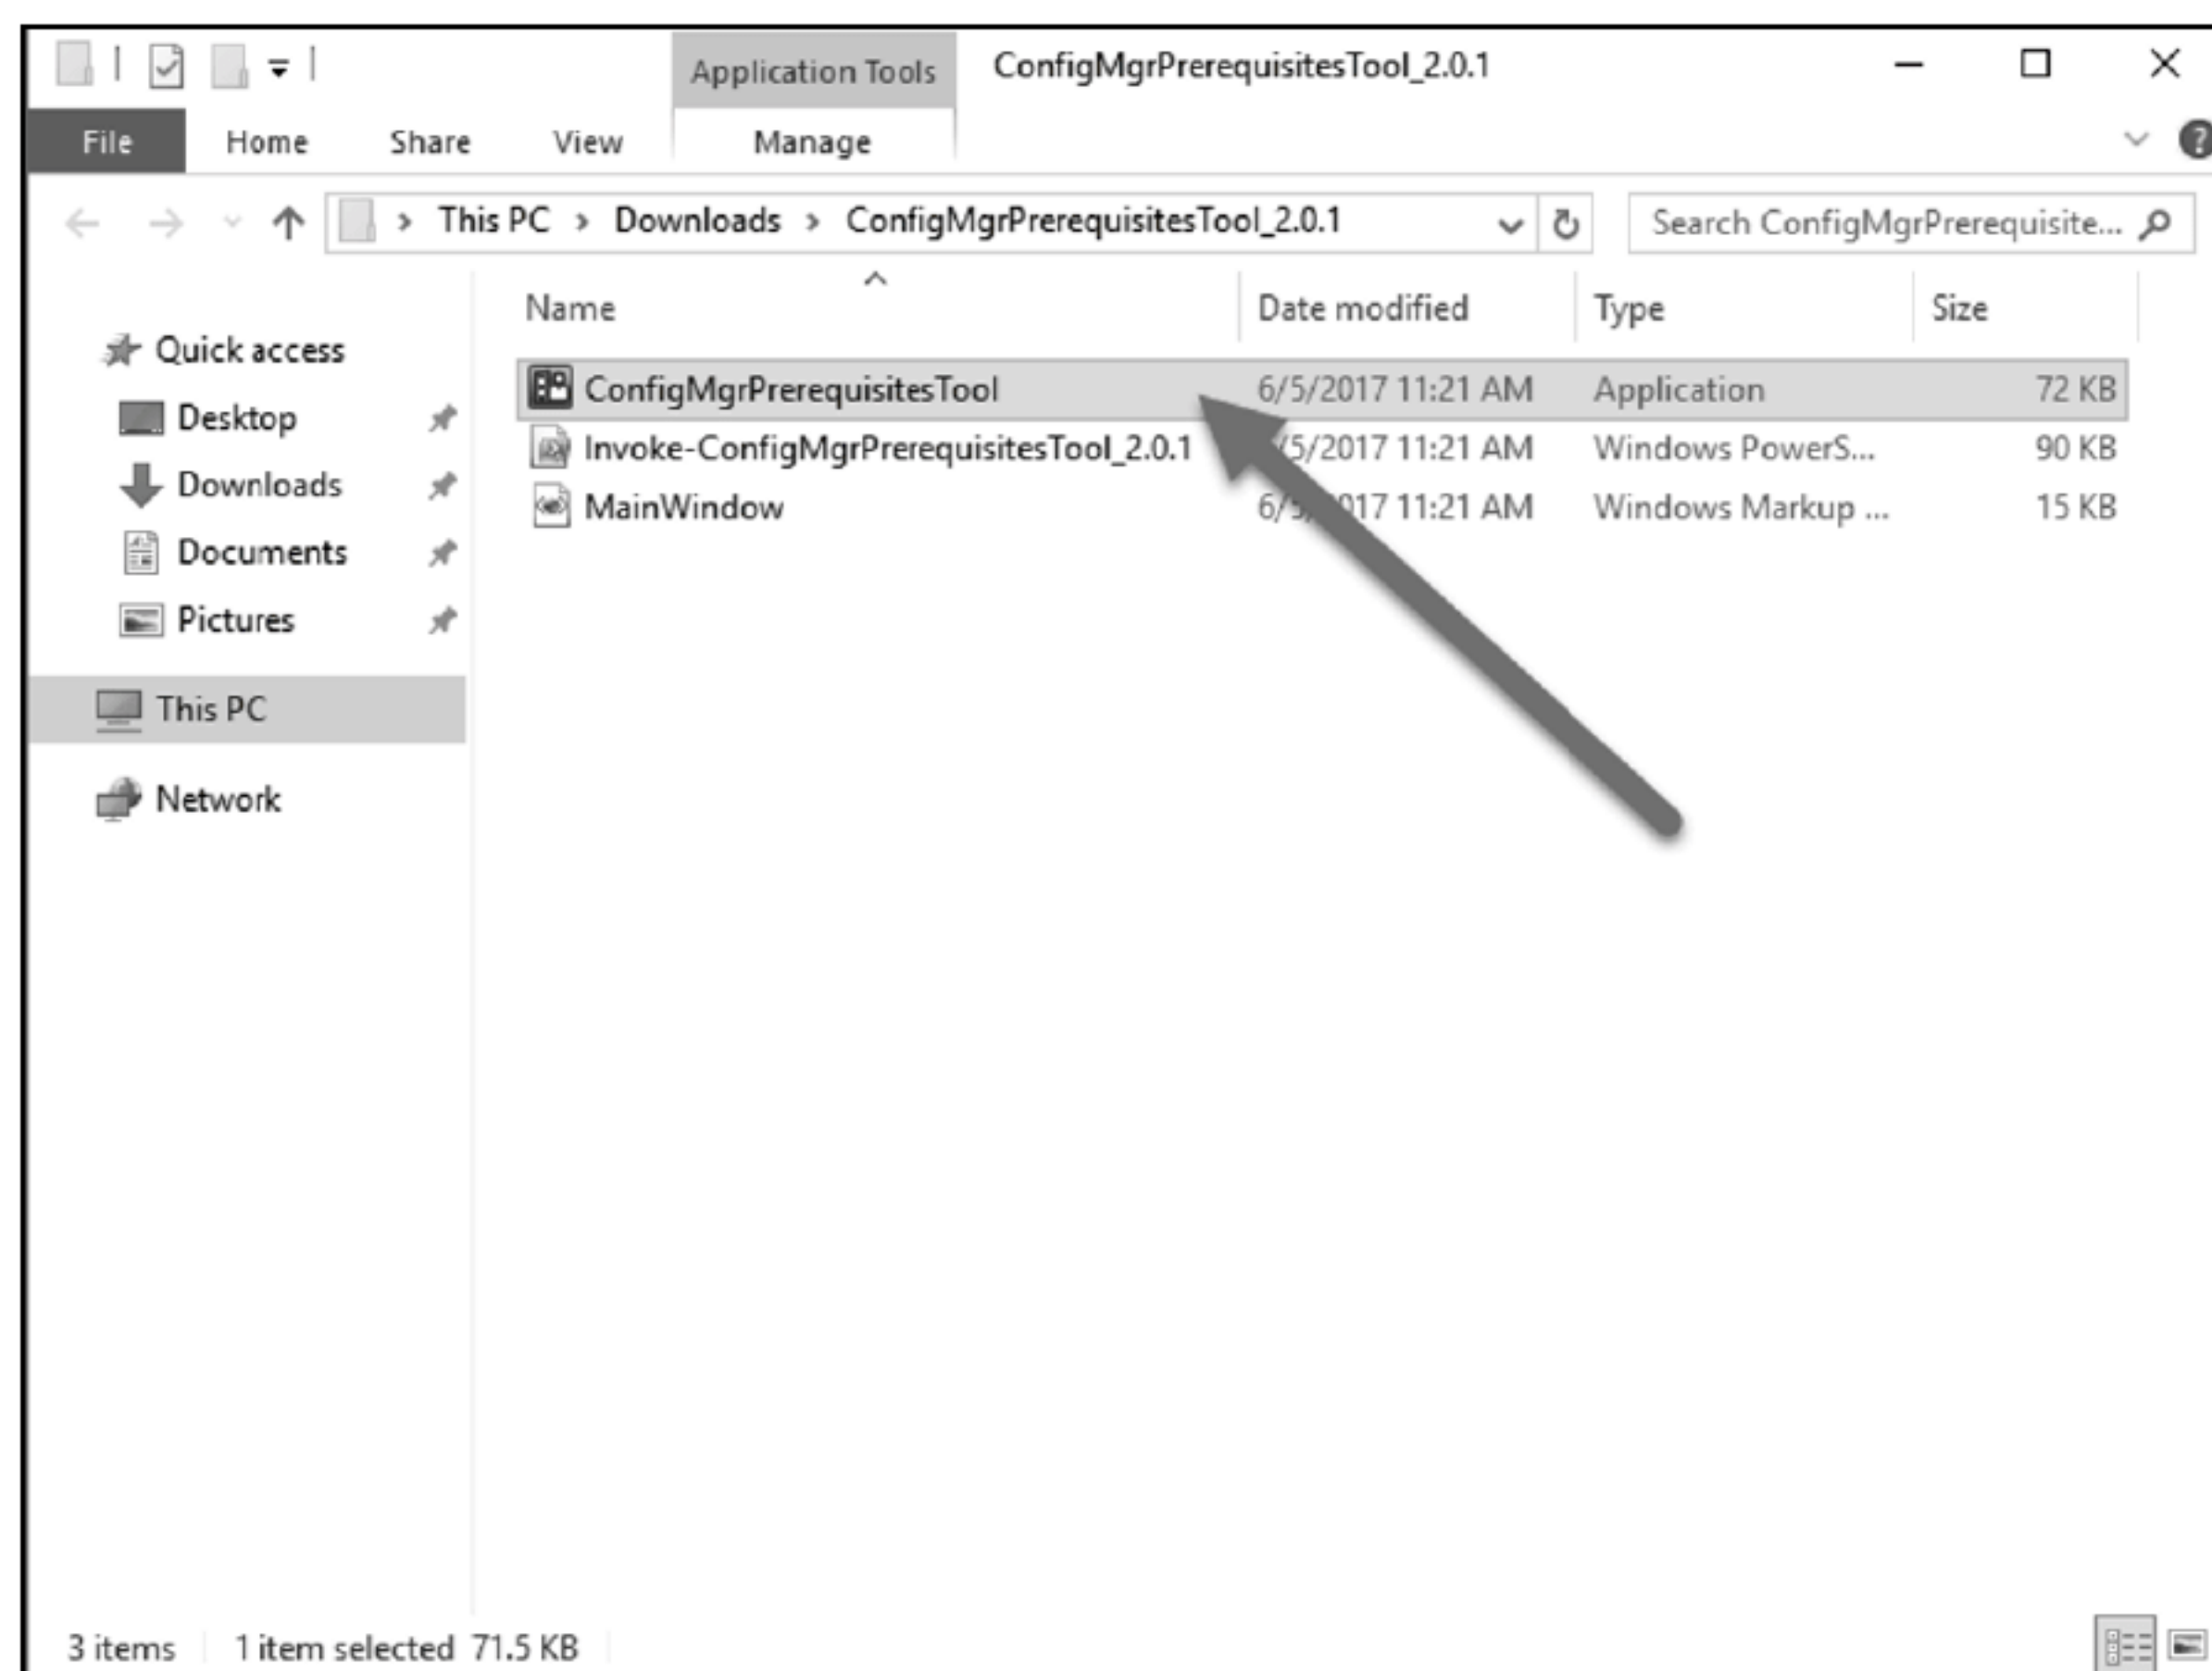 Application Tools ConfigMgrPrerequisitesTool_2.0.1
File Home Share View Manage
This PC > Downloads > ConfigMgrPrerequisitesTool_2.0.1 Search ConfigMgrPrerequisite...
Name Date modified Type Size
Quick access
Desktop
Downloads
Documents
Pictures
This PC
Network
ConfigMgrPrerequisitesTool 6/5/2017 11:21 AM Application 72 KB
Invoke-ConfigMgrPrerequisitesTool_2.0.1 /5/2017 11:21 AM Windows PowerS... 90 KB
MainWindow 6/5/2017 11:21 AM Windows Markup ... 15 KB
3 items 1 item selected 71.5 KB